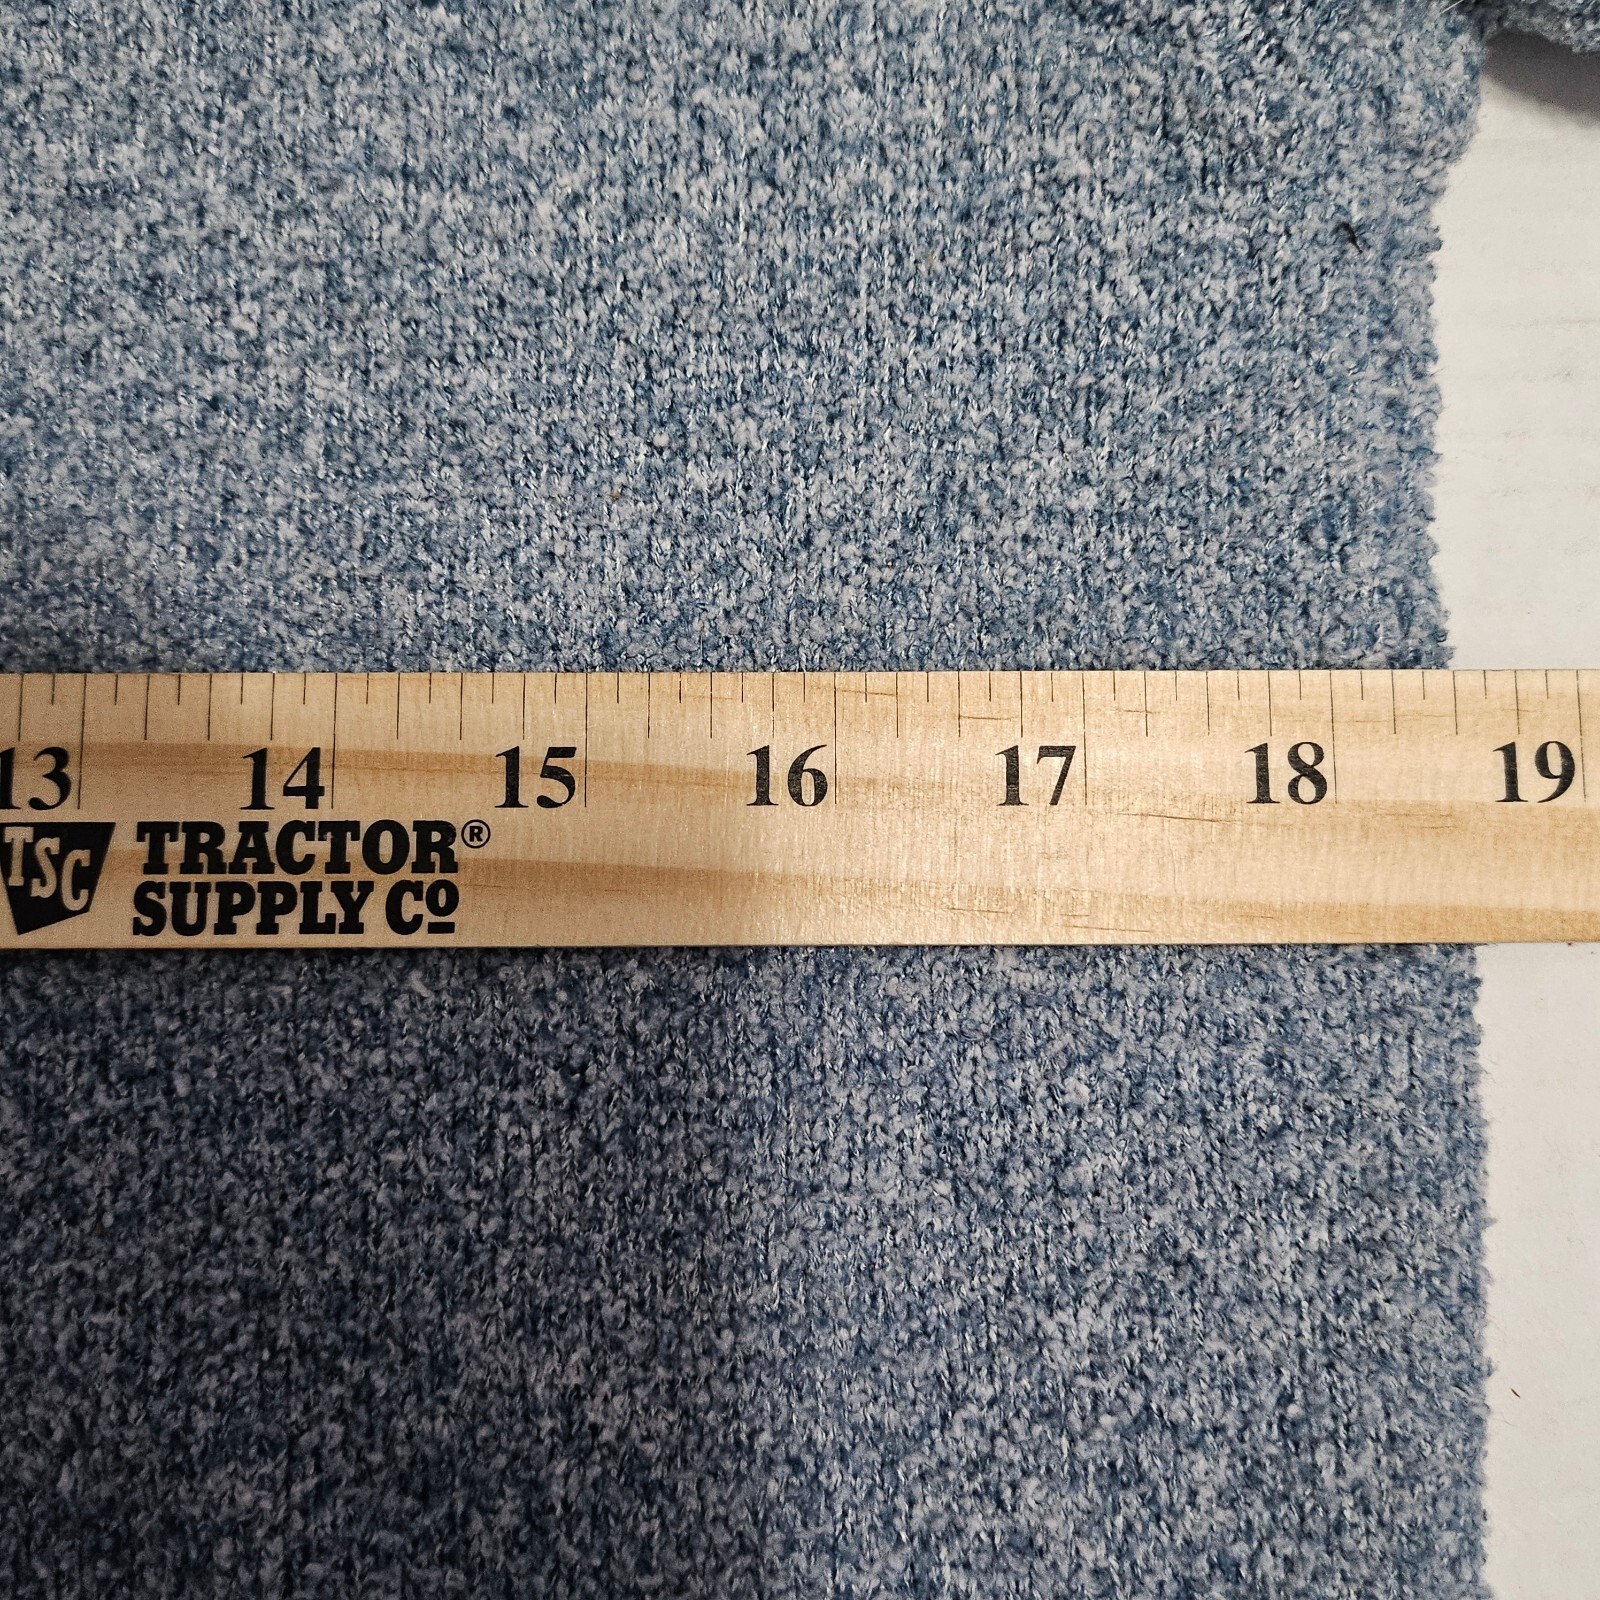 13 14 15 16 17 18 19
TSC TRACTOR®
SUPPLY Cº